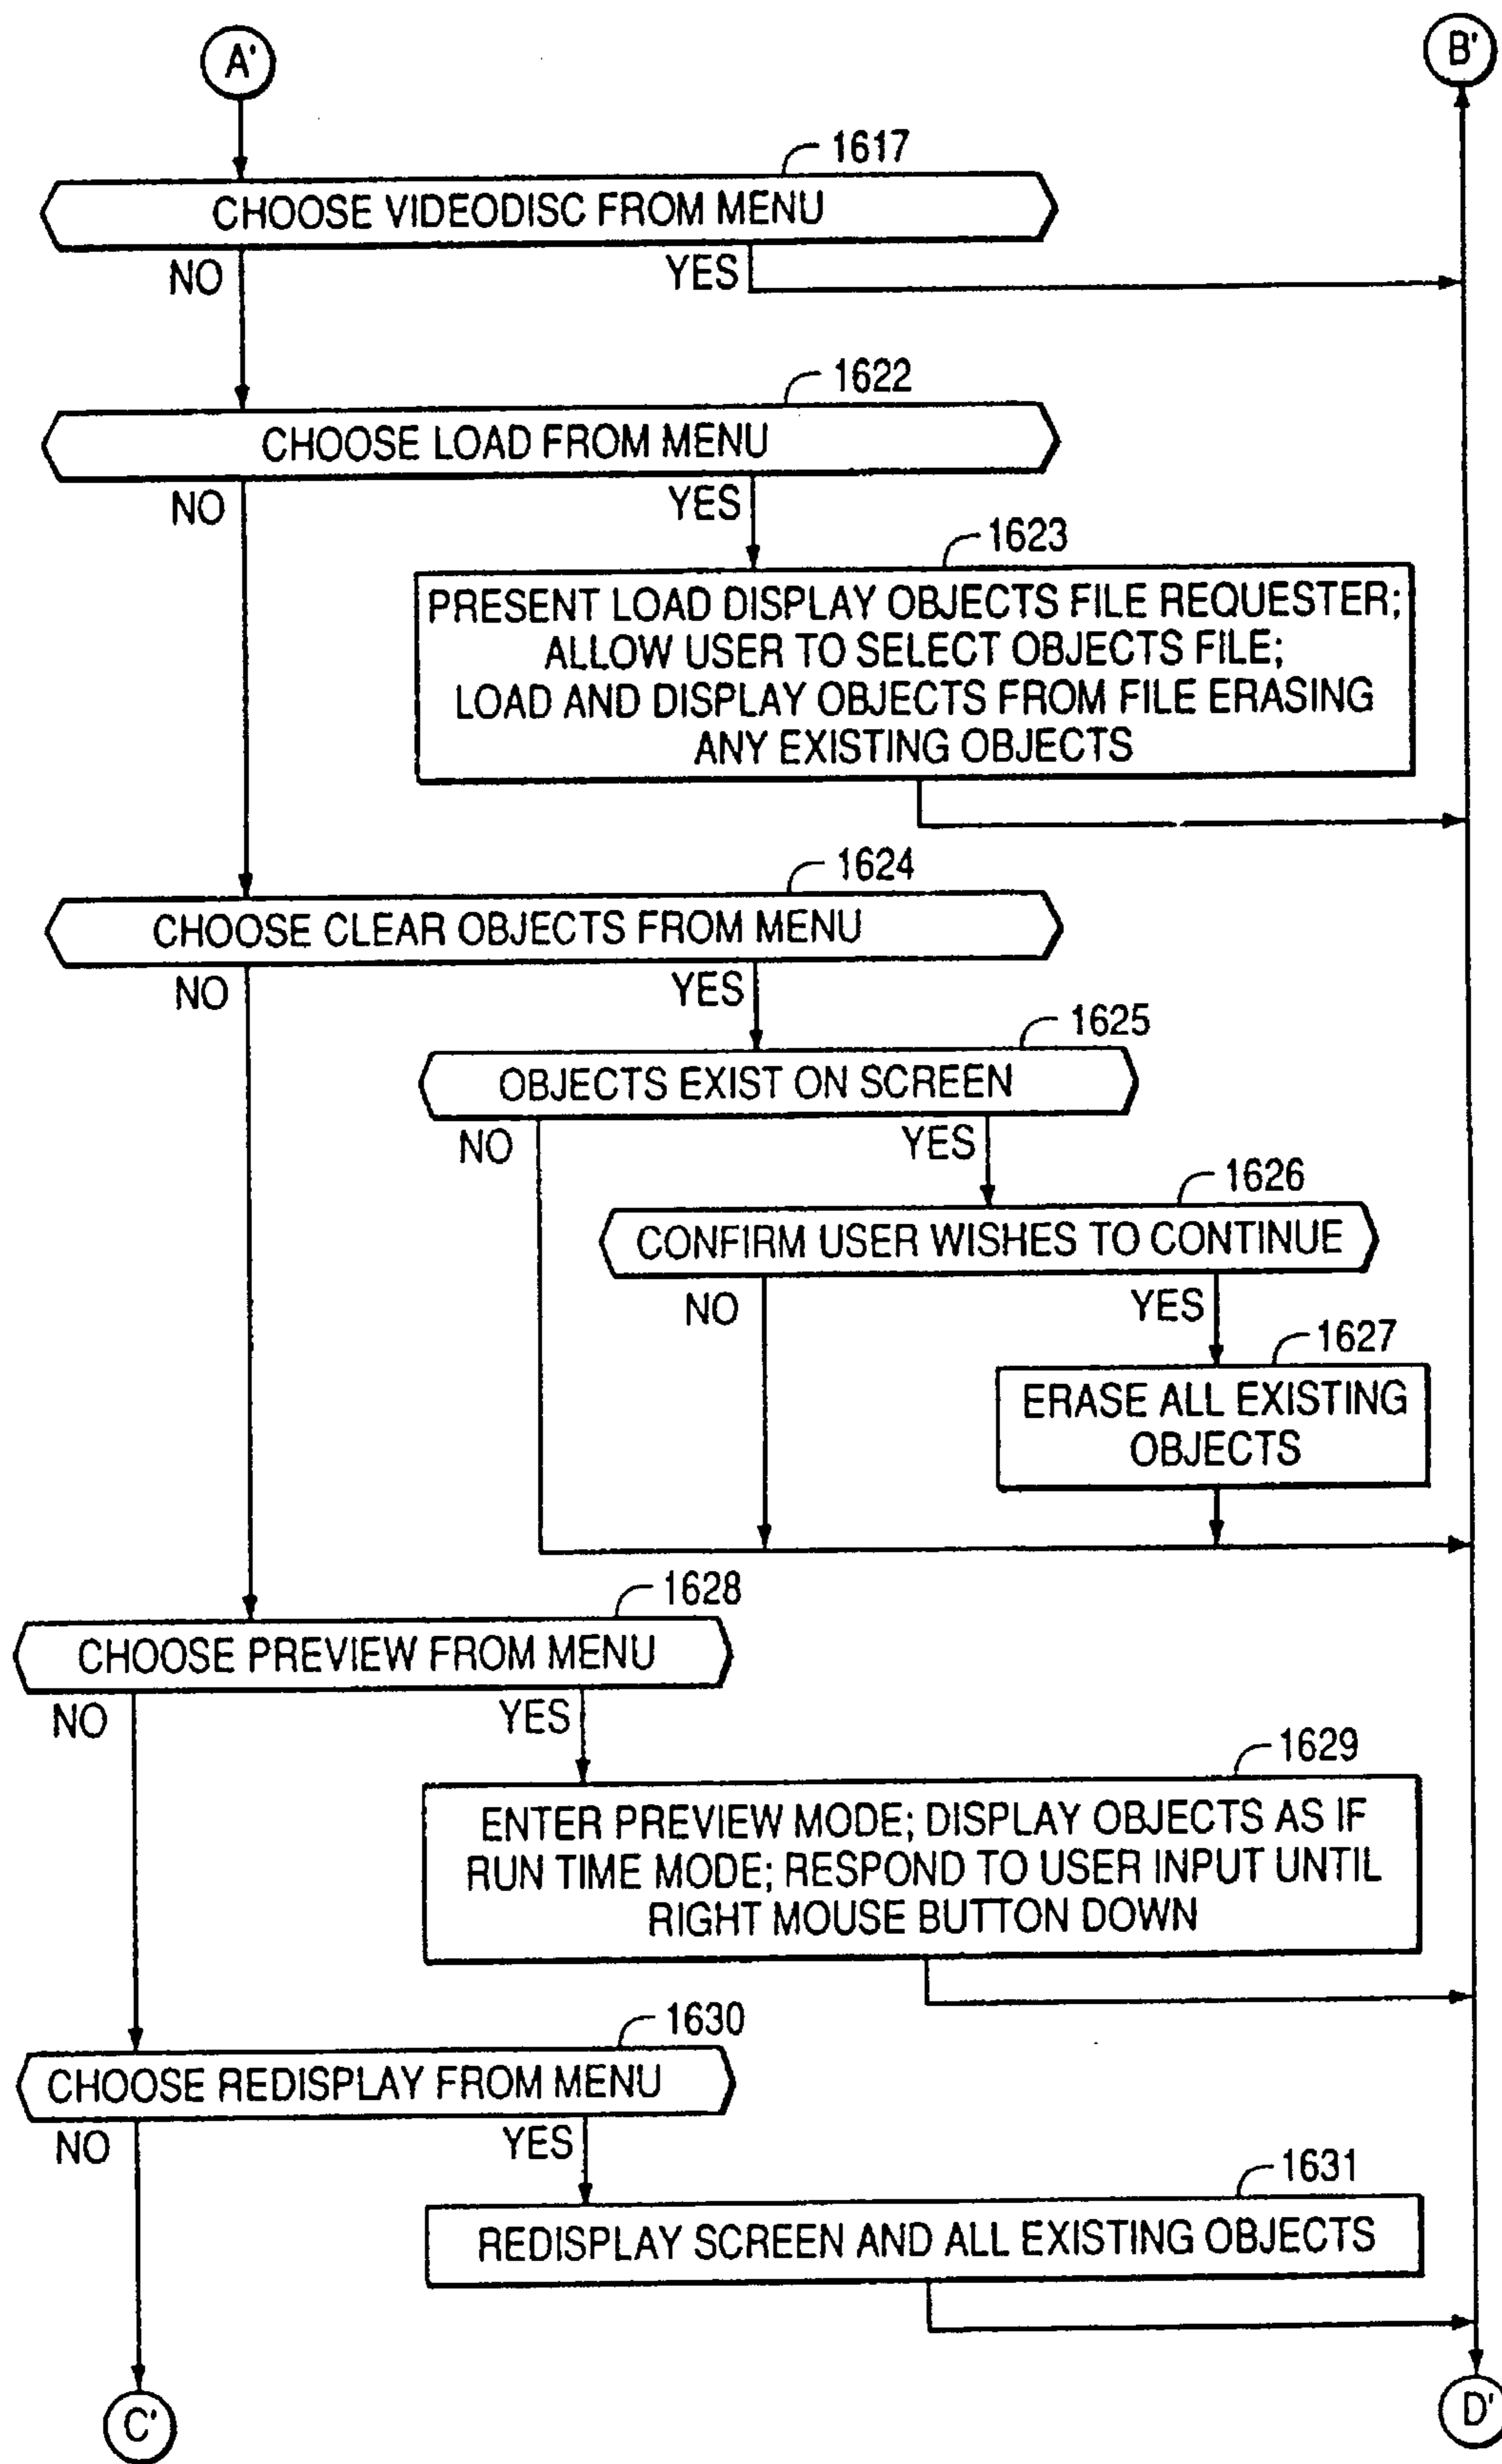 A'
B'
1617
CHOOSE VIDEODISC FROM MENU
NO
YES
1622
CHOOSE LOAD FROM MENU
NO
YES
1623
PRESENT LOAD DISPLAY OBJECTS FILE REQUESTER;
ALLOW USER TO SELECT OBJECTS FILE;
LOAD AND DISPLAY OBJECTS FROM FILE ERASING
ANY EXISTING OBJECTS
1624
CHOOSE CLEAR OBJECTS FROM MENU
NO
YES
1625
OBJECTS EXIST ON SCREEN
NO
YES
1626
CONFIRM USER WISHES TO CONTINUE
NO
YES
1627
ERASE ALL EXISTING
OBJECTS
1628
CHOOSE PREVIEW FROM MENU
NO
YES
1629
ENTER PREVIEW MODE; DISPLAY OBJECTS AS IF
RUN TIME MODE; RESPOND TO USER INPUT UNTIL
RIGHT MOUSE BUTTON DOWN
1630
CHOOSE REDISPLAY FROM MENU
NO
YES
1631
REDISPLAY SCREEN AND ALL EXISTING OBJECTS
C'
D'